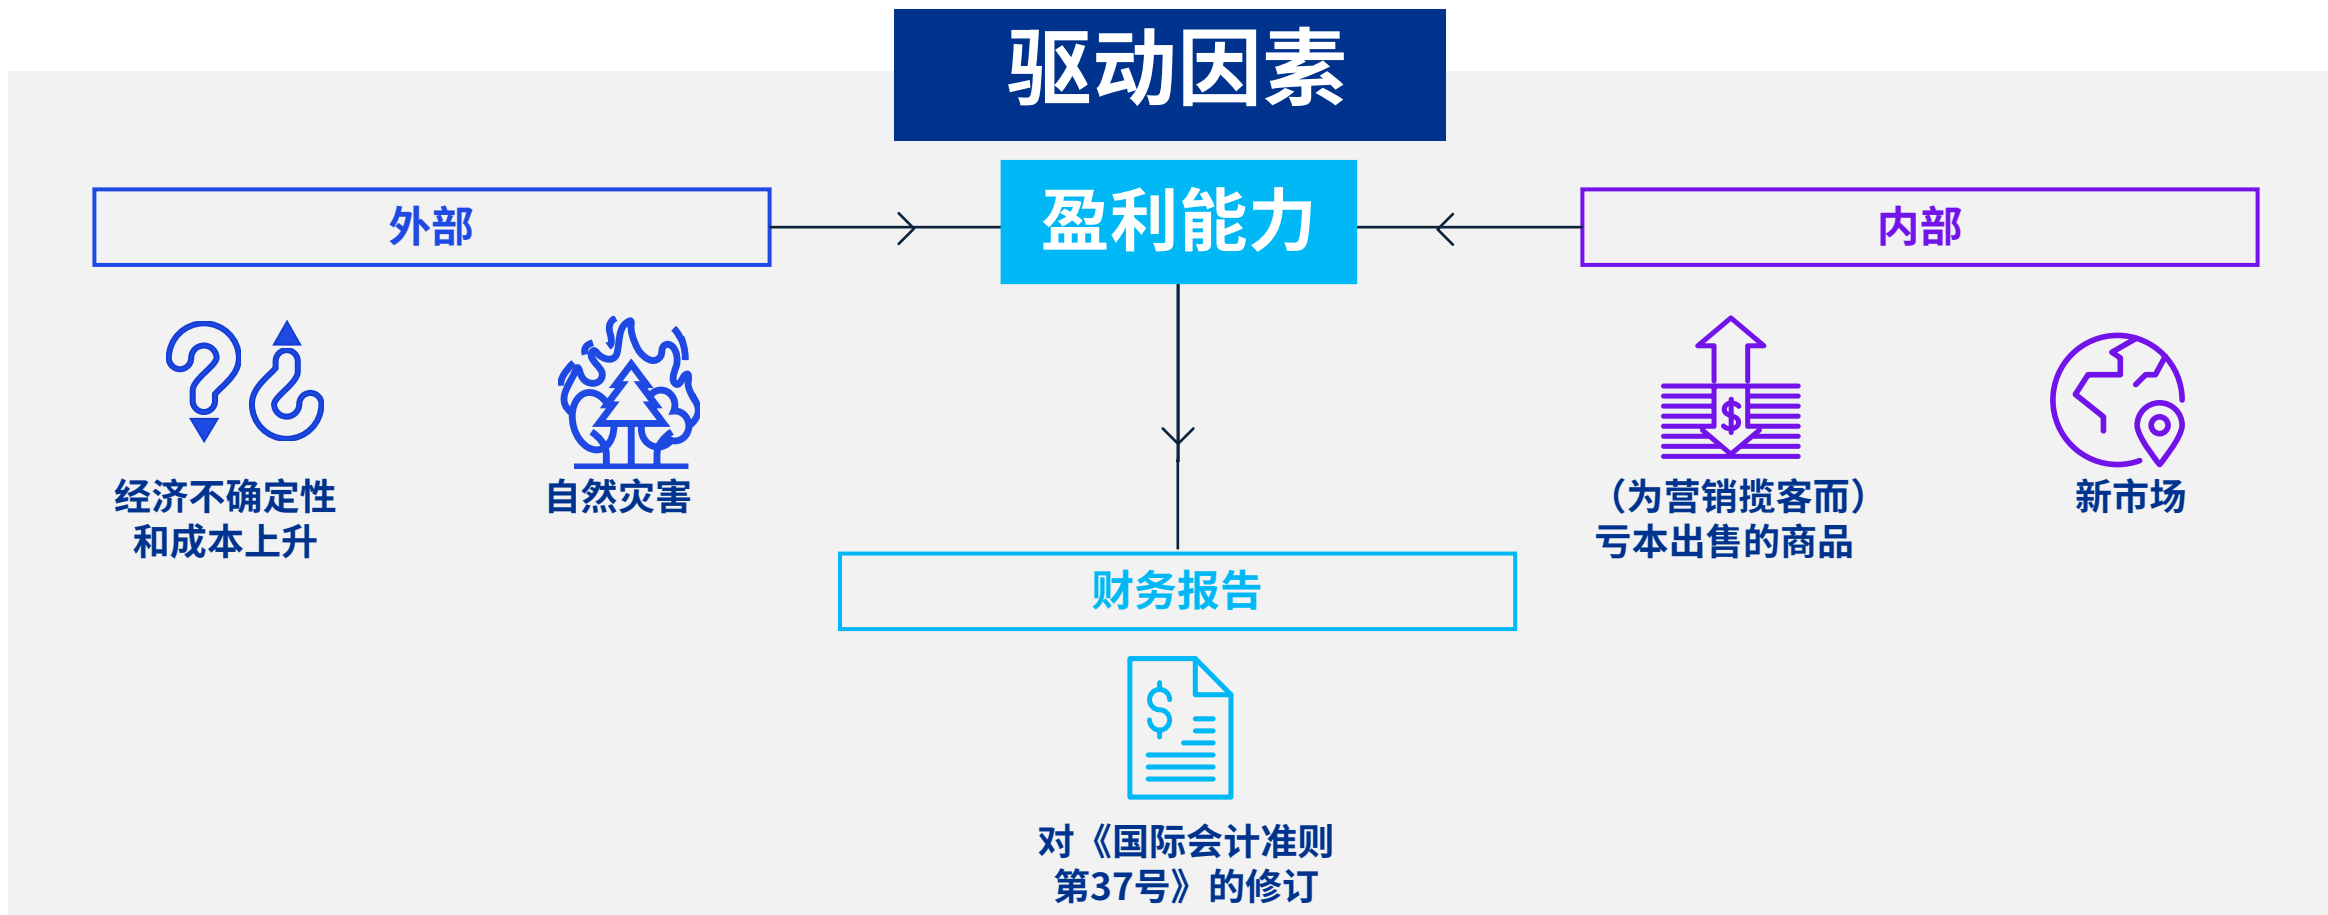 驱动因素
外部
盈利能力
内部
经济不确定性
和成本上升
自然灾害
（为营销揽客而）
亏本出售的商品
新市场
财务报告
对《国际会计准则
第37号》的修订